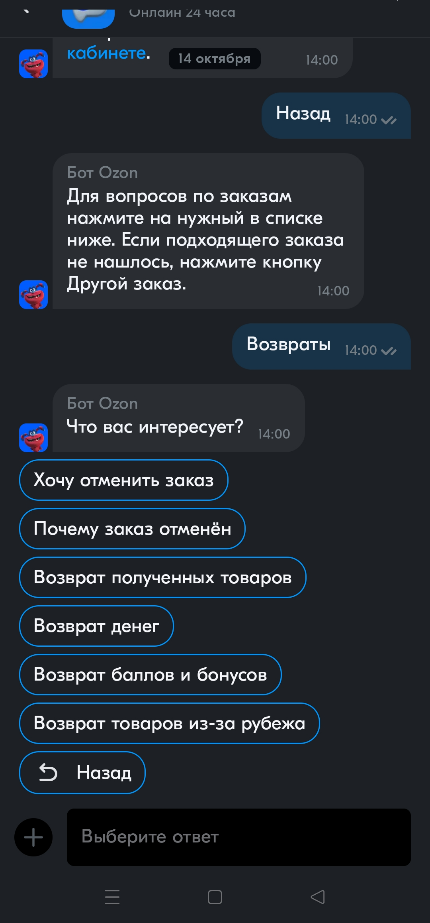 Онлайн 24 часа
кабинете.
14 октября
14:00
Назад
14:00
Бот Ozon
Для вопросов по заказам
нажмите на нужный в списке
ниже. Если подходящего заказа
не нашлось, нажмите кнопку
Другой заказ.
14:00
Возвраты
14:00
Бот Ozon
Что вас интересует?
14:00
Хочу отменить заказ
Почему заказ отменён
Возврат полученных товаров
Возврат денег
Возврат баллов и бонусов
Возврат товаров из-за рубежа
Назад
Выберите ответ